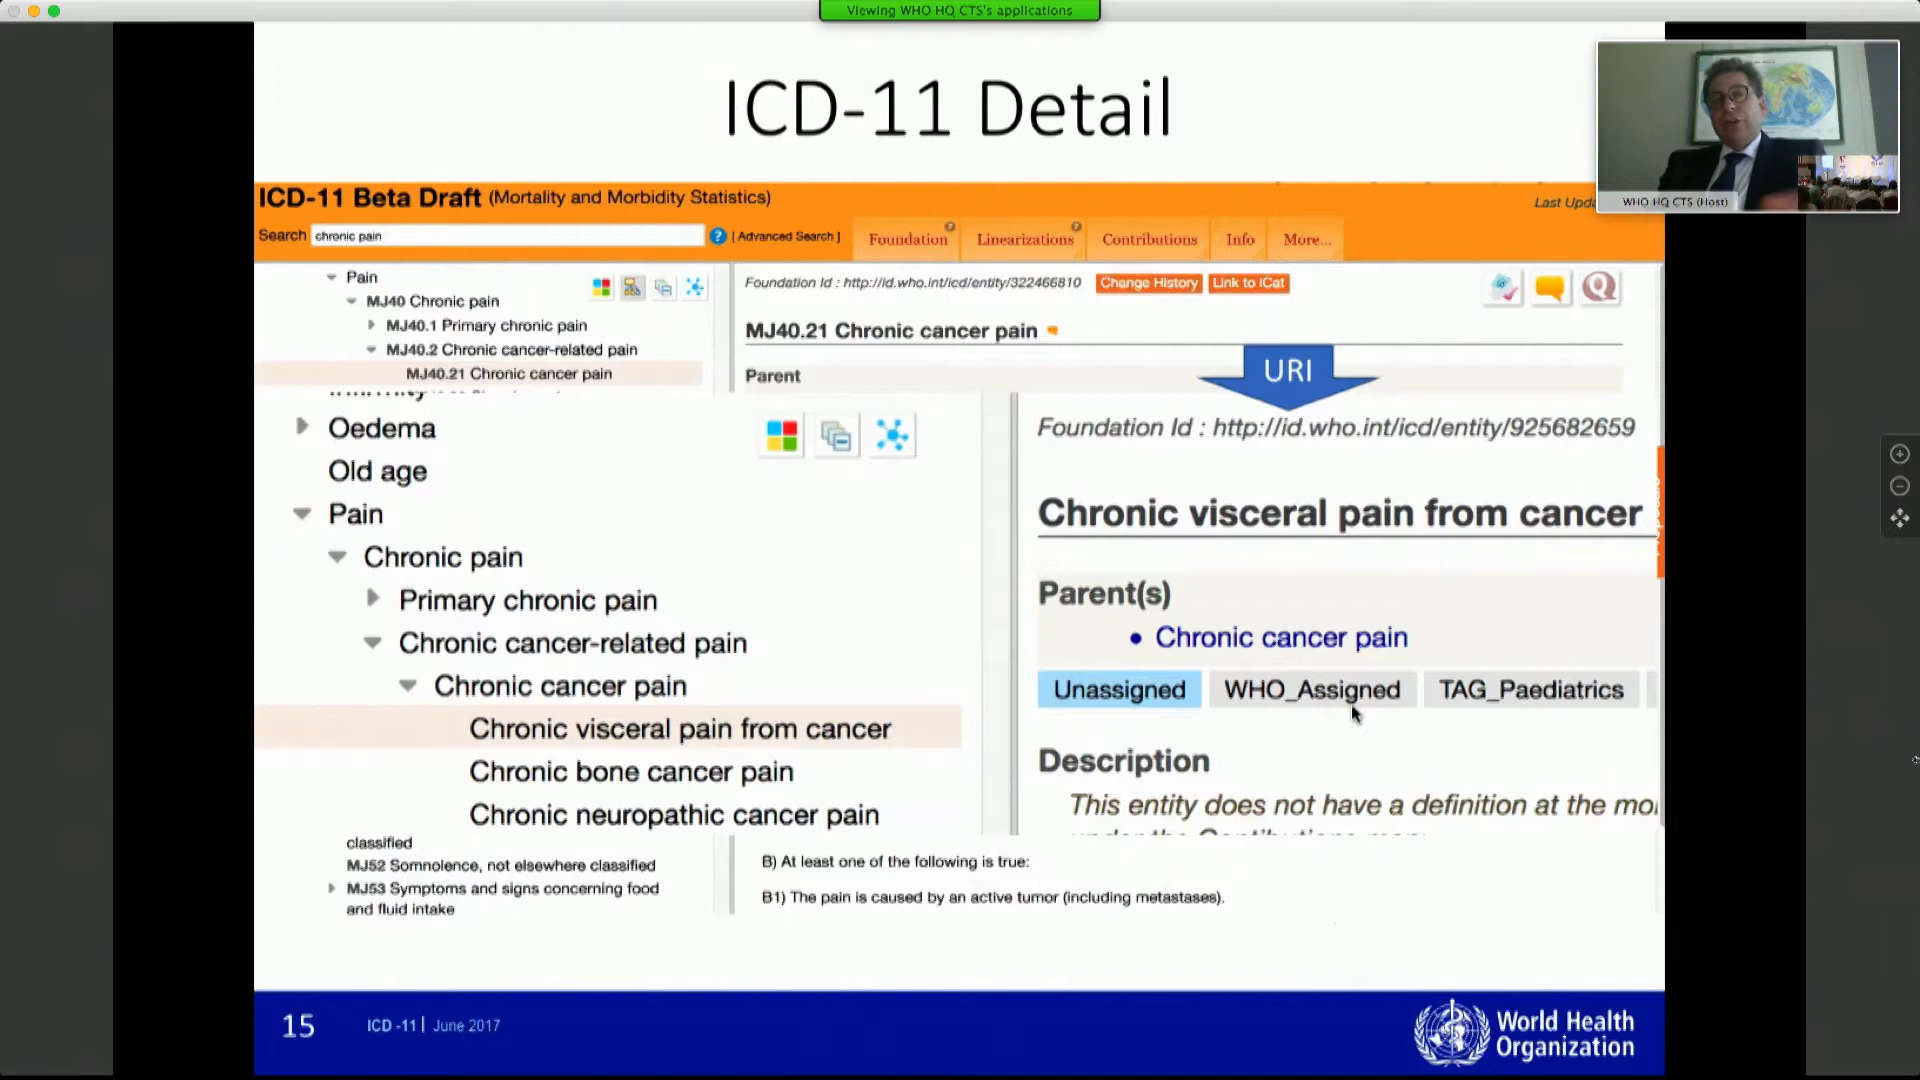 Viewing WHO HQ CTS's applications
ICD-11 Detail
WHO HQ CTS (Host)
ICD-11 Beta Draft (Mortality and Morbidity Statistics)
Last
Search chronic pain ? [ Advanced Search ]
Foundation ? Linearizations ? Contributions Info More...
Pain
MJ40 Chronic pain
MJ40.1 Primary chronic pain
MJ40.2 Chronic cancer-related pain
MJ40.21 Chronic cancer pain
Foundation Id : http://id.who.int/icd/entity/322466810 Change History Link to iCat
Q
MJ40.21 Chronic cancer pain
Parent
URI
Oedema
Old age
Pain
Chronic pain
Primary chronic pain
Chronic cancer-related pain
Chronic cancer pain
Chronic visceral pain from cancer
Chronic bone cancer pain
Chronic neuropathic cancer pain
Foundation Id : http://id.who.int/icd/entity/925682659
Chronic visceral pain from cancer
Parent(s)
• Chronic cancer pain
Unassigned WHO_Assigned TAG_Paediatrics
Description
This entity does not have a definition at the
classified
MJ52 Somnolence, not elsewhere classified
MJ53 Symptoms and signs concerning food
and fluid intake
B) At least one of the following is true:
B1) The pain is caused by an active tumor (including metastases).
15
ICD -11 | June 2017
World Health
Organization